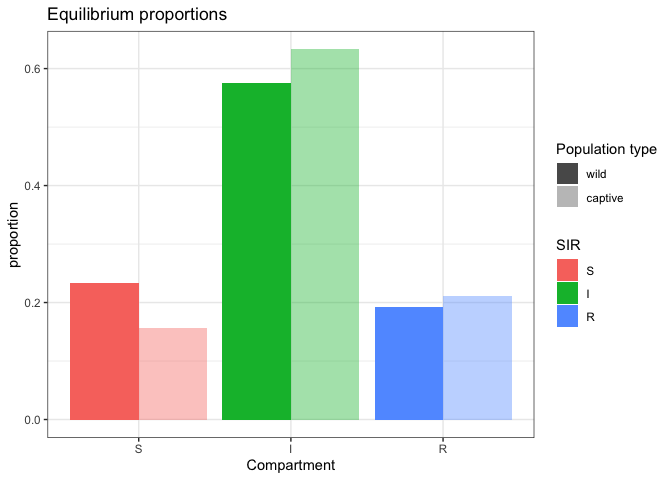 Equilibrium proportions
proportion
0.6
0.4
0.2
0.0
S
I
R
Compartment
Population type
wild
captive
SIR
S
I
R